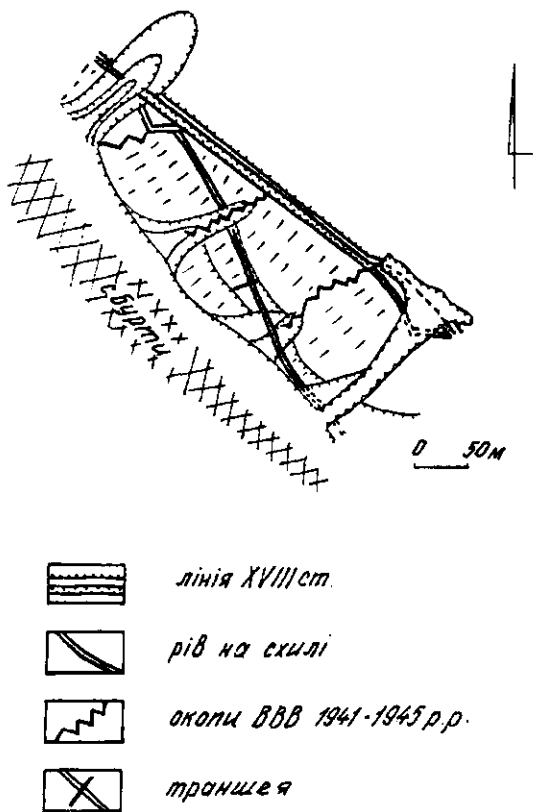 бурти
0 50м
лінія XVIII ст.
рів на схилі
окопи ВВВ 1941-1945 р.р.
траншея